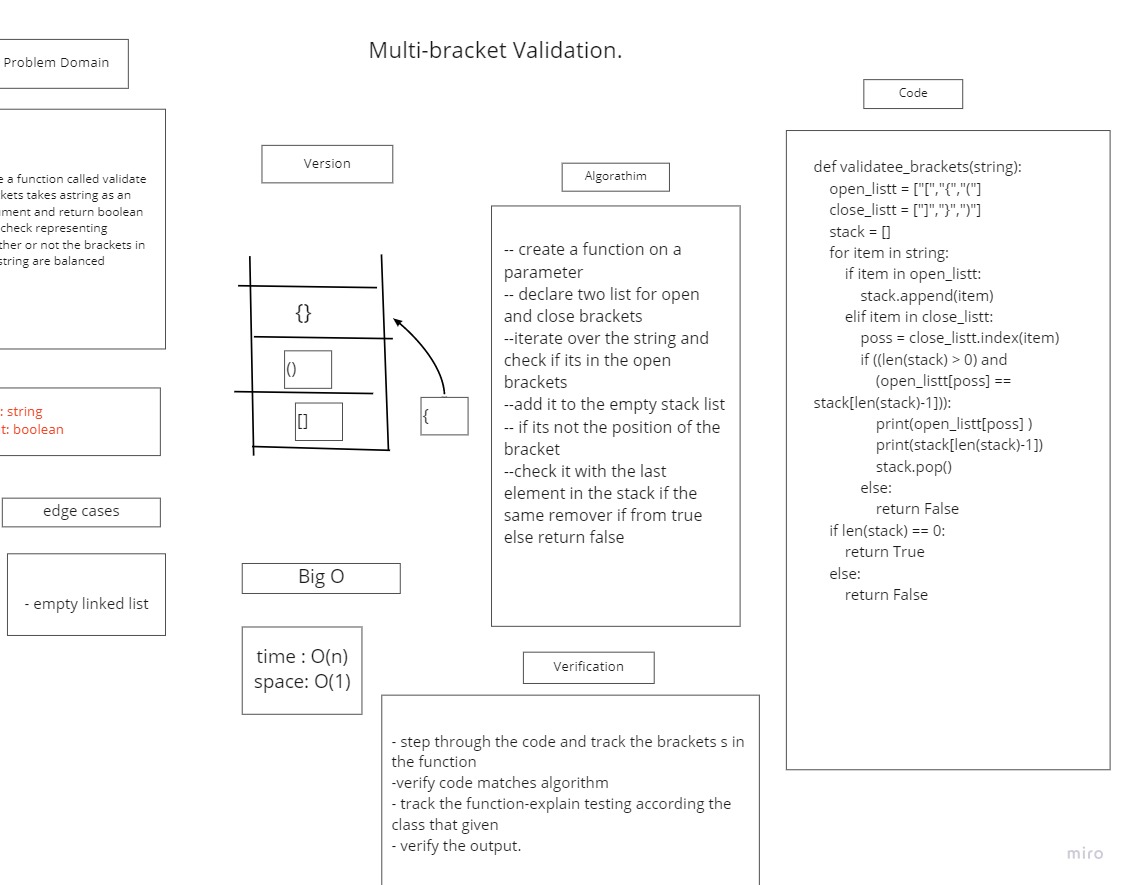 Multi-bracket Validation.
Problem Domain
e a function called validate
kets takes astring as an
ment and return boolean
check representing
ther or not the brackets in
string are balanced
: string
t: boolean
edge cases
- empty linked list
Version
{}
()
[]
{
Big O
time : O(n)
space: O(1)
Algorathim
-- create a function on a
parameter
-- declare two list for open
and close brackets
--iterate over the string and
check if its in the open
brackets
--add it to the empty stack list
-- if its not the position of the
bracket
--check it with the last
element in the stack if the
same remover if from true
else return false
Verification
- step through the code and track the brackets s in
the function
-verify code matches algorithm
- track the function-explain testing according the
class that given
- verify the output.
Code
def validatee_brackets(string):
open_listt = ["[","{","("]
close_listt = ["]","}",")"]
stack = []
for item in string:
if item in open_listt:
stack.append(item)
elif item in close_listt:
poss = close_listt.index(item)
if ((len(stack) > 0) and
(open_listt[poss] ==
stack[len(stack)-1])):
print(open_listt[poss] )
print(stack[len(stack)-1])
stack.pop()
else:
return False
if len(stack) == 0:
return True
else:
return False
miro